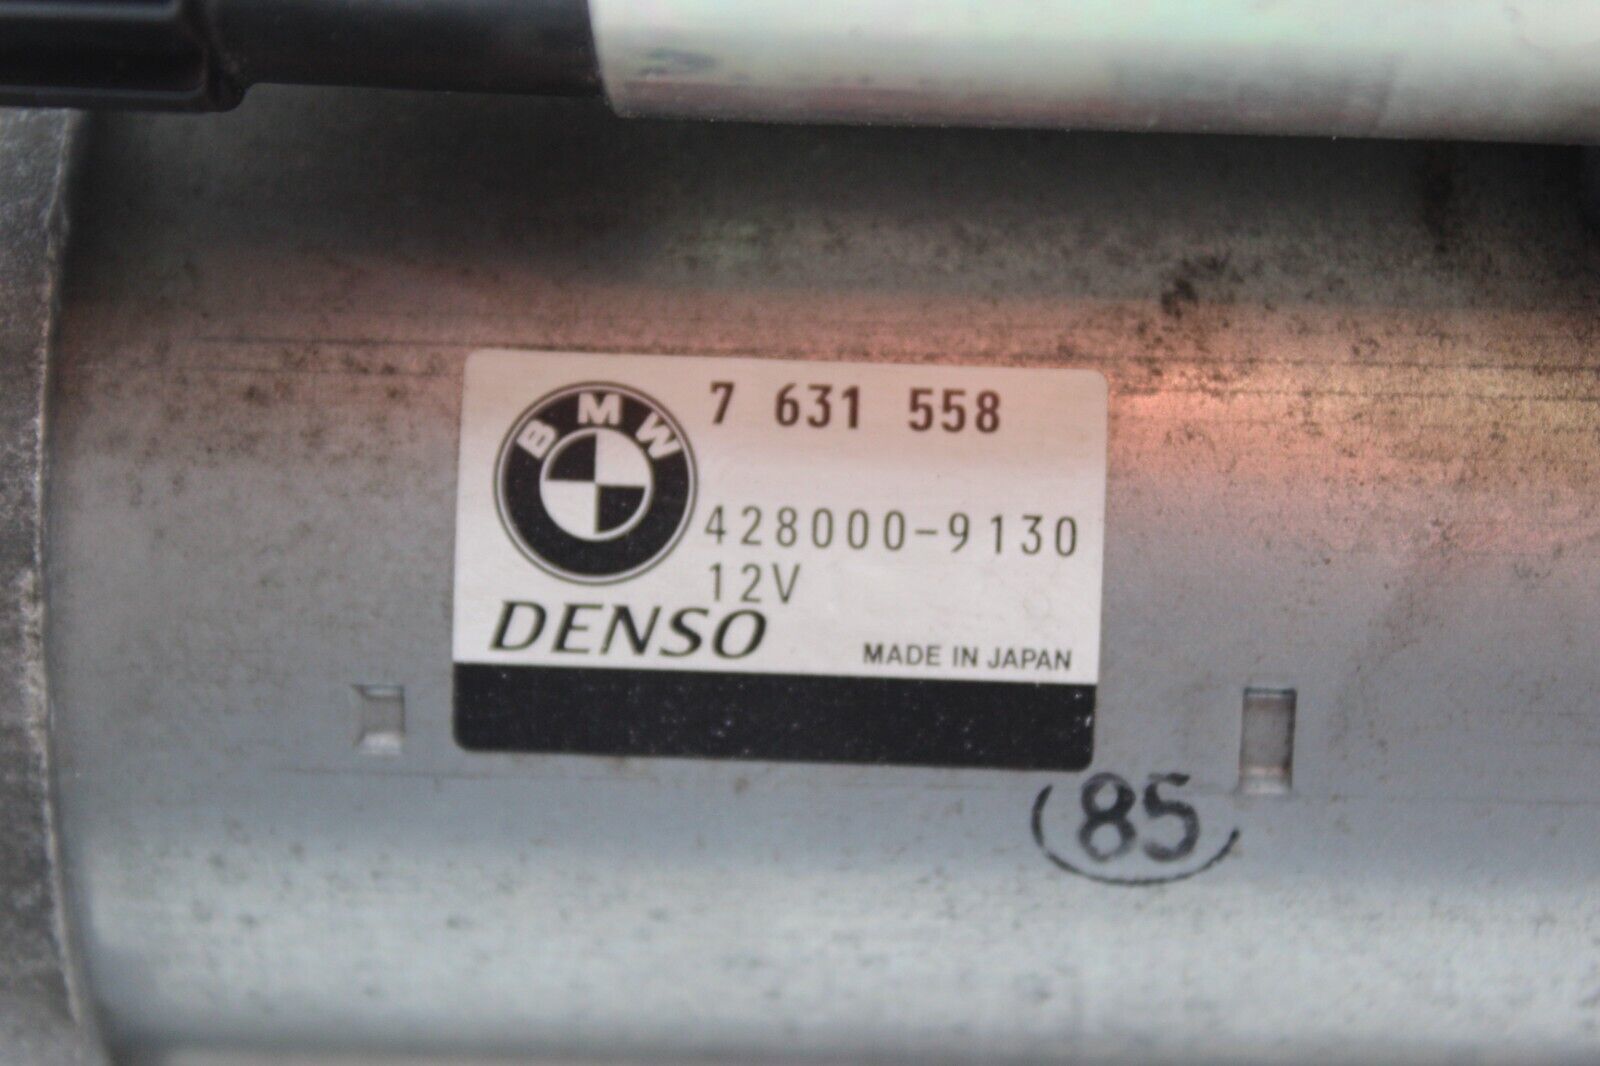 BMW
7 631 558
428000-9130
12V
DENSO
MADE IN JAPAN
85